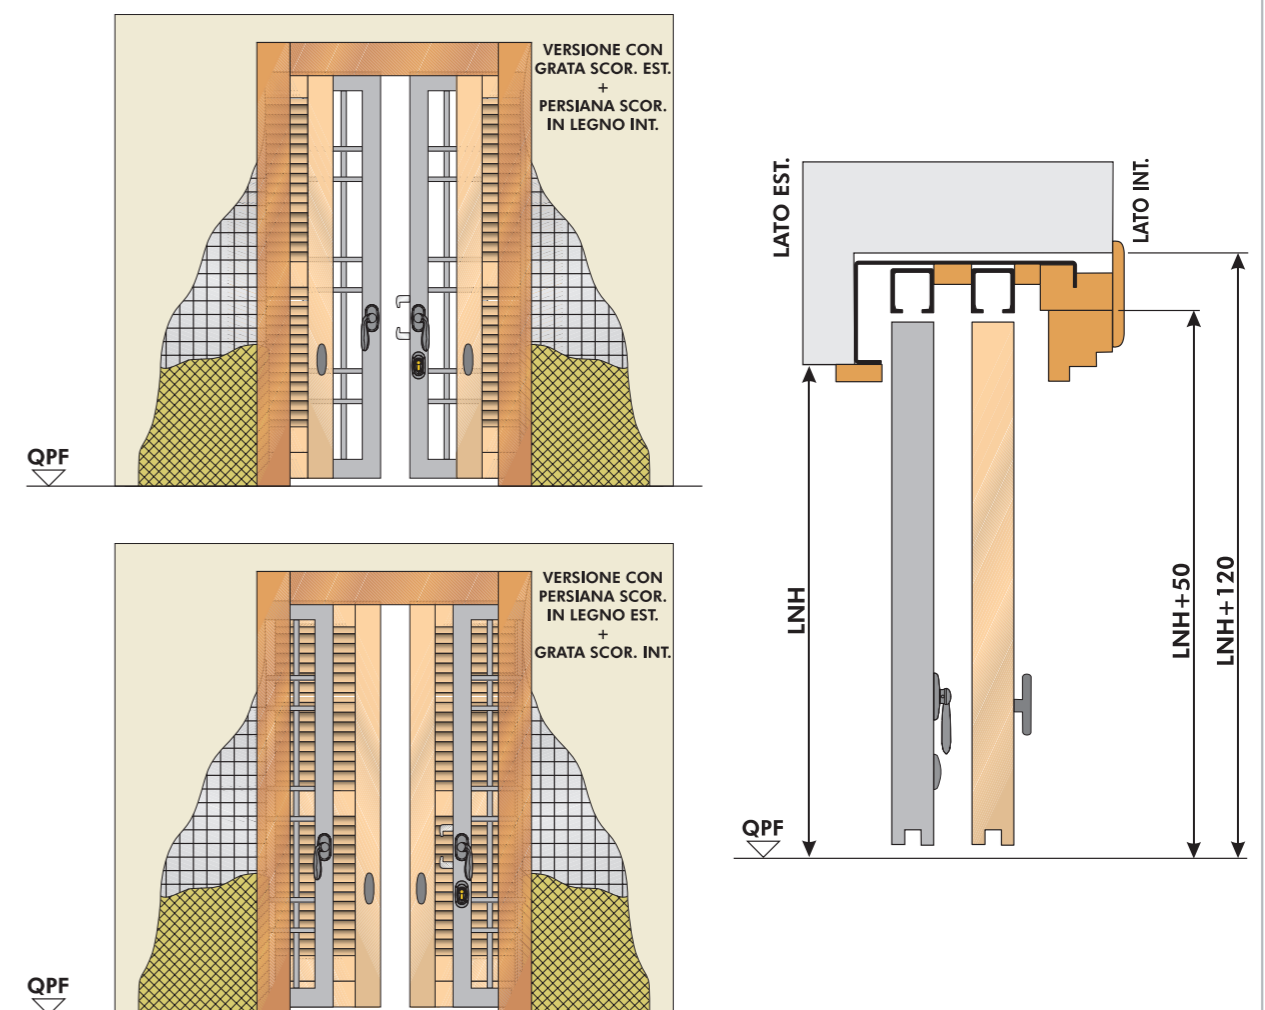 VERSIONE CON
GRATA SCOR. EST.
+
PERSIANA SCOR.
IN LEGNO INT.
QPF
VERSIONE CON
PERSIANA SCOR.
IN LEGNO EST.
+
GRATA SCOR. INT.
QPF
LATO EST.
LATO INT.
LNH
LNH+50
LNH+120
QPF